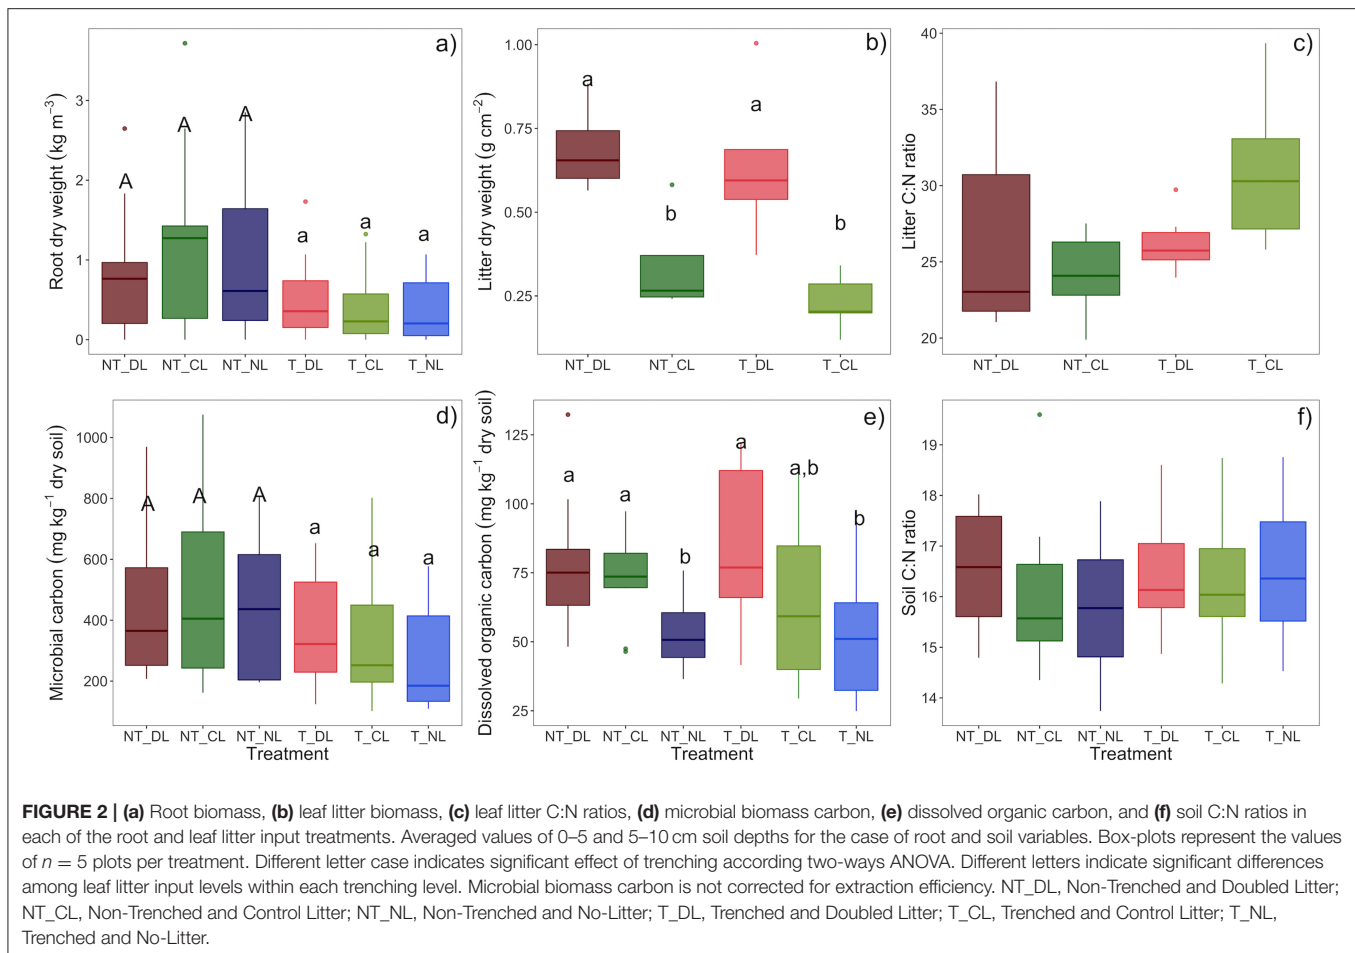 a)
Root dry weight (kg m⁻³)
3
2
1
0
A
A
A
a
a
a
NT_DL NT_CL NT_NL T_DL T_CL T_NL
b)
Litter dry weight (g cm⁻²)
1.00
0.75
0.50
0.25
a
b
a
b
NT_DL NT_CL T_DL T_CL
c)
Litter C:N ratio
40
35
30
25
20
NT_DL NT_CL T_DL T_CL
d)
Microbial carbon (mg kg⁻¹ dry soil)
1000
800
600
400
200
A
A
A
a
a
a
NT_DL NT_CL NT_NL T_DL T_CL T_NL
Treatment
e)
Dissolved organic carbon (mg kg⁻¹ dry soil)
125
100
75
50
25
a
a
b
a
a,b
b
NT_DL NT_CL NT_NL T_DL T_CL T_NL
Treatment
f)
Soil C:N ratio
19
18
17
16
15
14
NT_DL NT_CL NT_NL T_DL T_CL T_NL
Treatment
FIGURE 2 | (a) Root biomass, (b) leaf litter biomass, (c) leaf litter C:N ratios, (d) microbial biomass carbon, (e) dissolved organic carbon, and (f) soil C:N ratios in
each of the root and leaf litter input treatments. Averaged values of 0–5 and 5–10 cm soil depths for the case of root and soil variables. Box-plots represent the values
of n = 5 plots per treatment. Different letter case indicates significant effect of trenching according two-ways ANOVA. Different letters indicate significant differences
among leaf litter input levels within each trenching level. Microbial biomass carbon is not corrected for extraction efficiency. NT_DL, Non-Trenched and Doubled Litter;
NT_CL, Non-Trenched and Control Litter; NT_NL, Non-Trenched and No-Litter; T_DL, Trenched and Doubled Litter; T_CL, Trenched and Control Litter; T_NL,
Trenched and No-Litter.